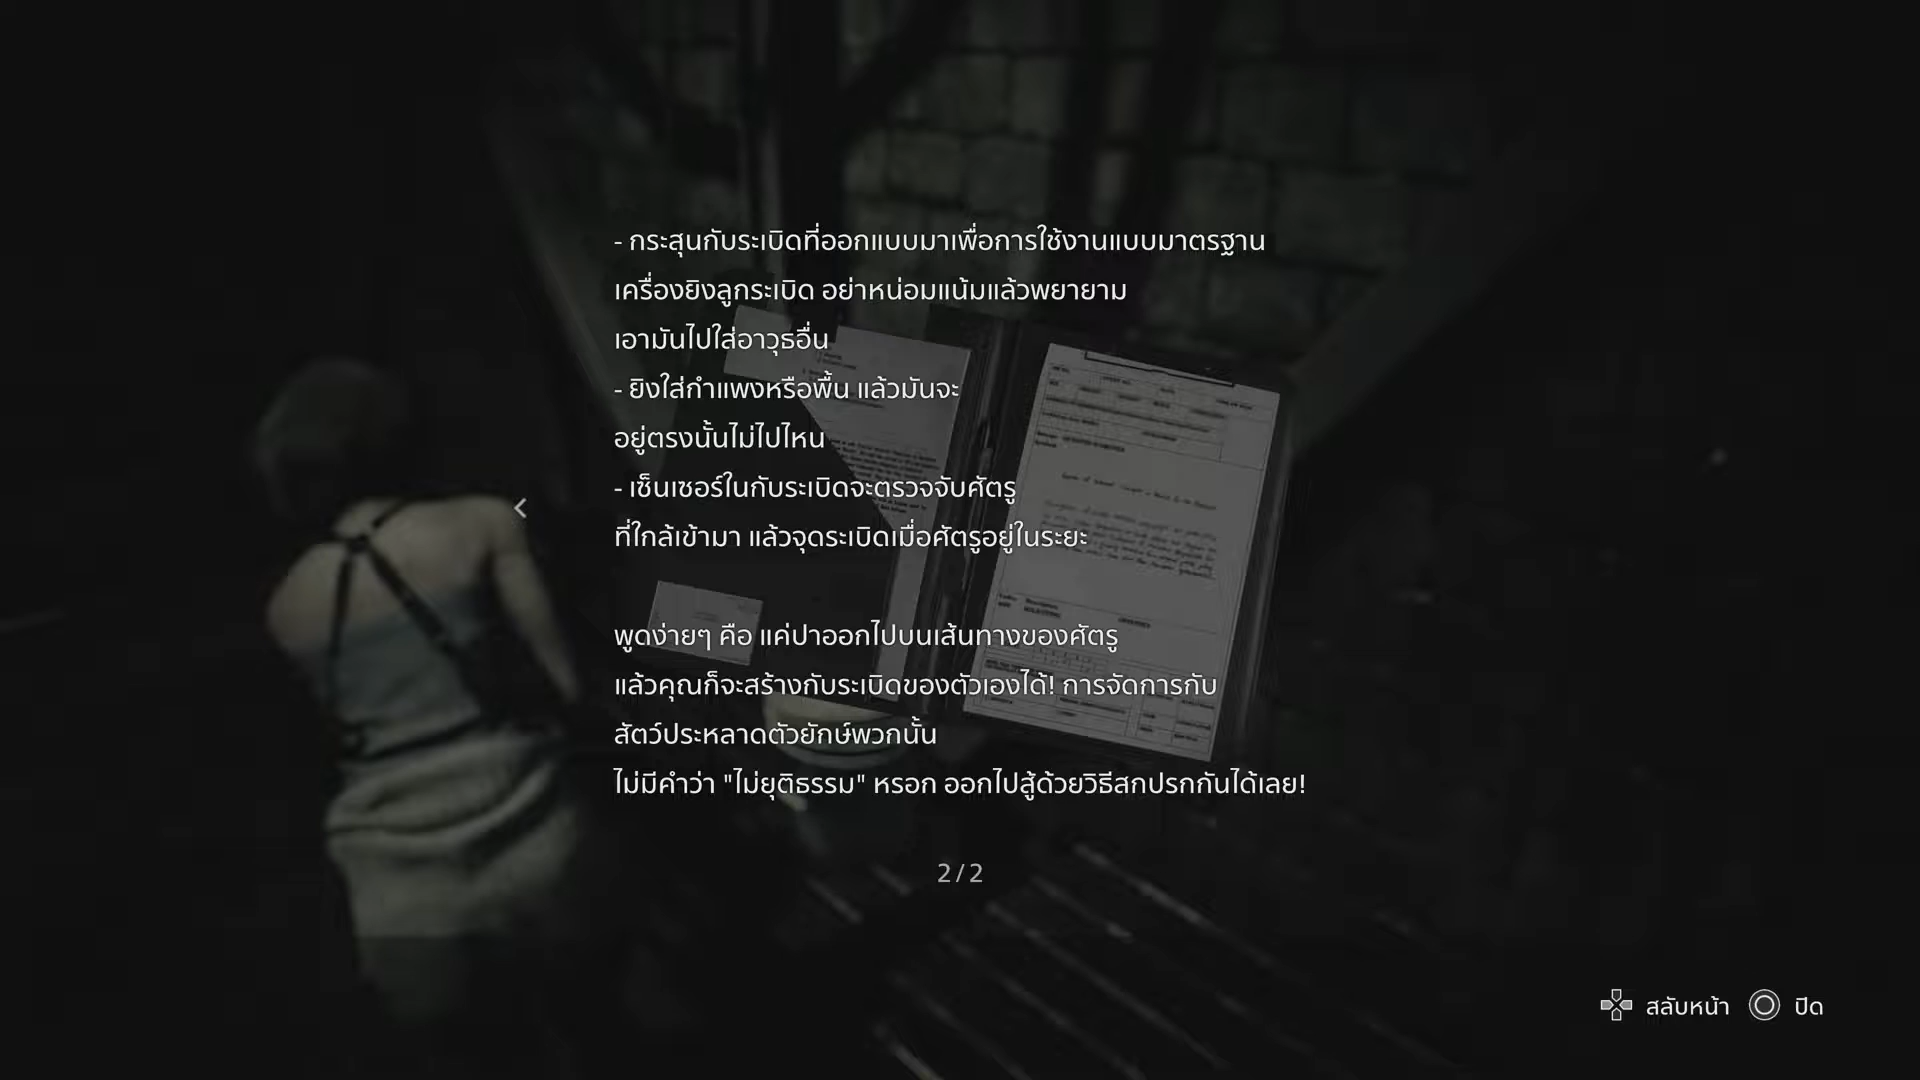 - กระสุนกับระเบิดที่ออกแบบมาเพื่อการใช้งานแบบมาตรฐาน
เครื่องยิงลูกระเบิด อย่าหน่อมแน้มแล้วพยายาม
เอามันไปใส่อาวุธอื่น
- ยิงใส่กำแพงหรือพื้น แล้วมันจะ
อยู่ตรงนั้นไม่ไปไหน
- เซ็นเซอร์ในกับระเบิดจะตรวจจับศัตรู
ที่ใกล้เข้ามา แล้วจุดระเบิดเมื่อศัตรูอยู่ในระยะ
พูดง่ายๆ คือ แค่ปาออกไปบนเส้นทางของศัตรู
แล้วคุณก็จะสร้างกับระเบิดของตัวเองได้! การจัดการกับ
สัตว์ประหลาดตัวยักษ์พวกนั้น
ไม่มีคำว่า "ไม่ยุติธรรม" หรอก ออกไปสู้ด้วยวิธีสกปรกกันได้เลย!
2/2
สลับหน้า ปิด